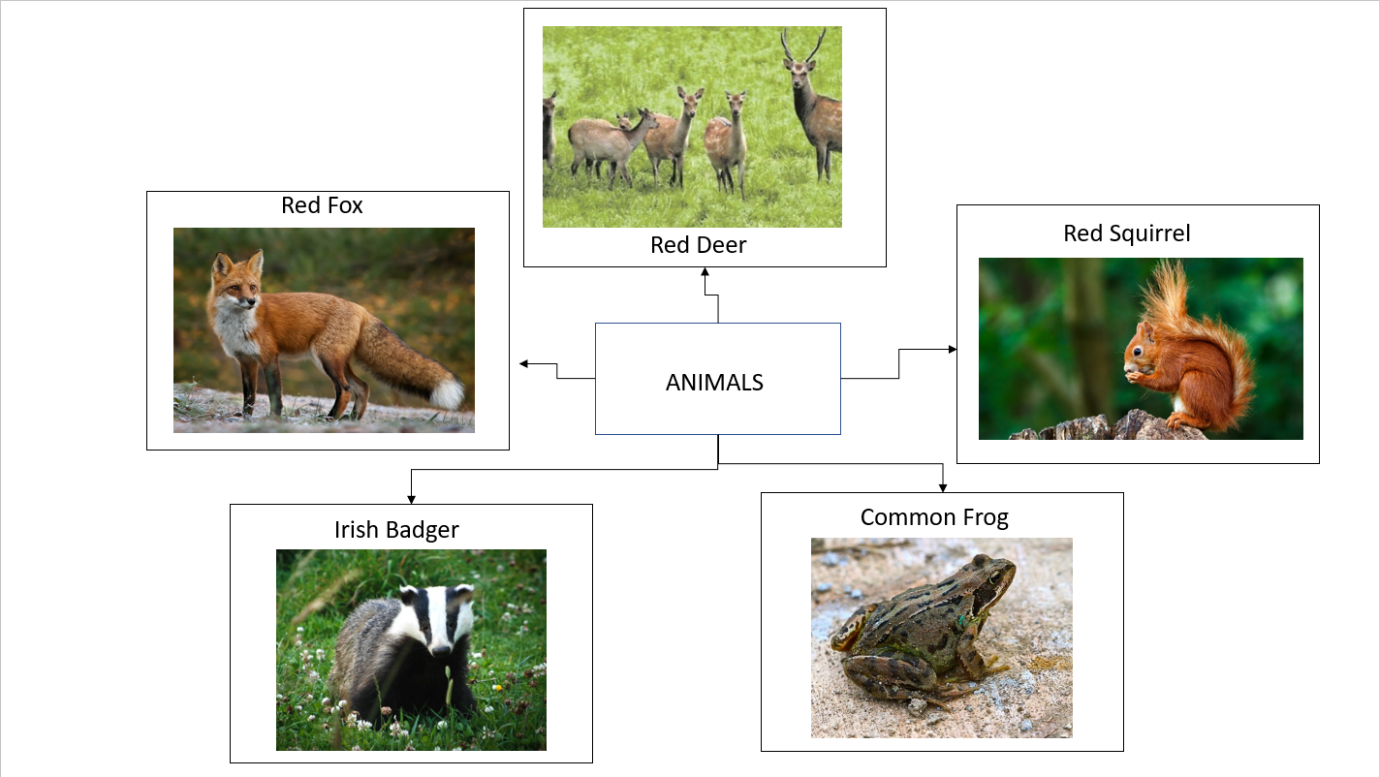 Red Deer
Red Fox
Red Squirrel
ANIMALS
Irish Badger
Common Frog